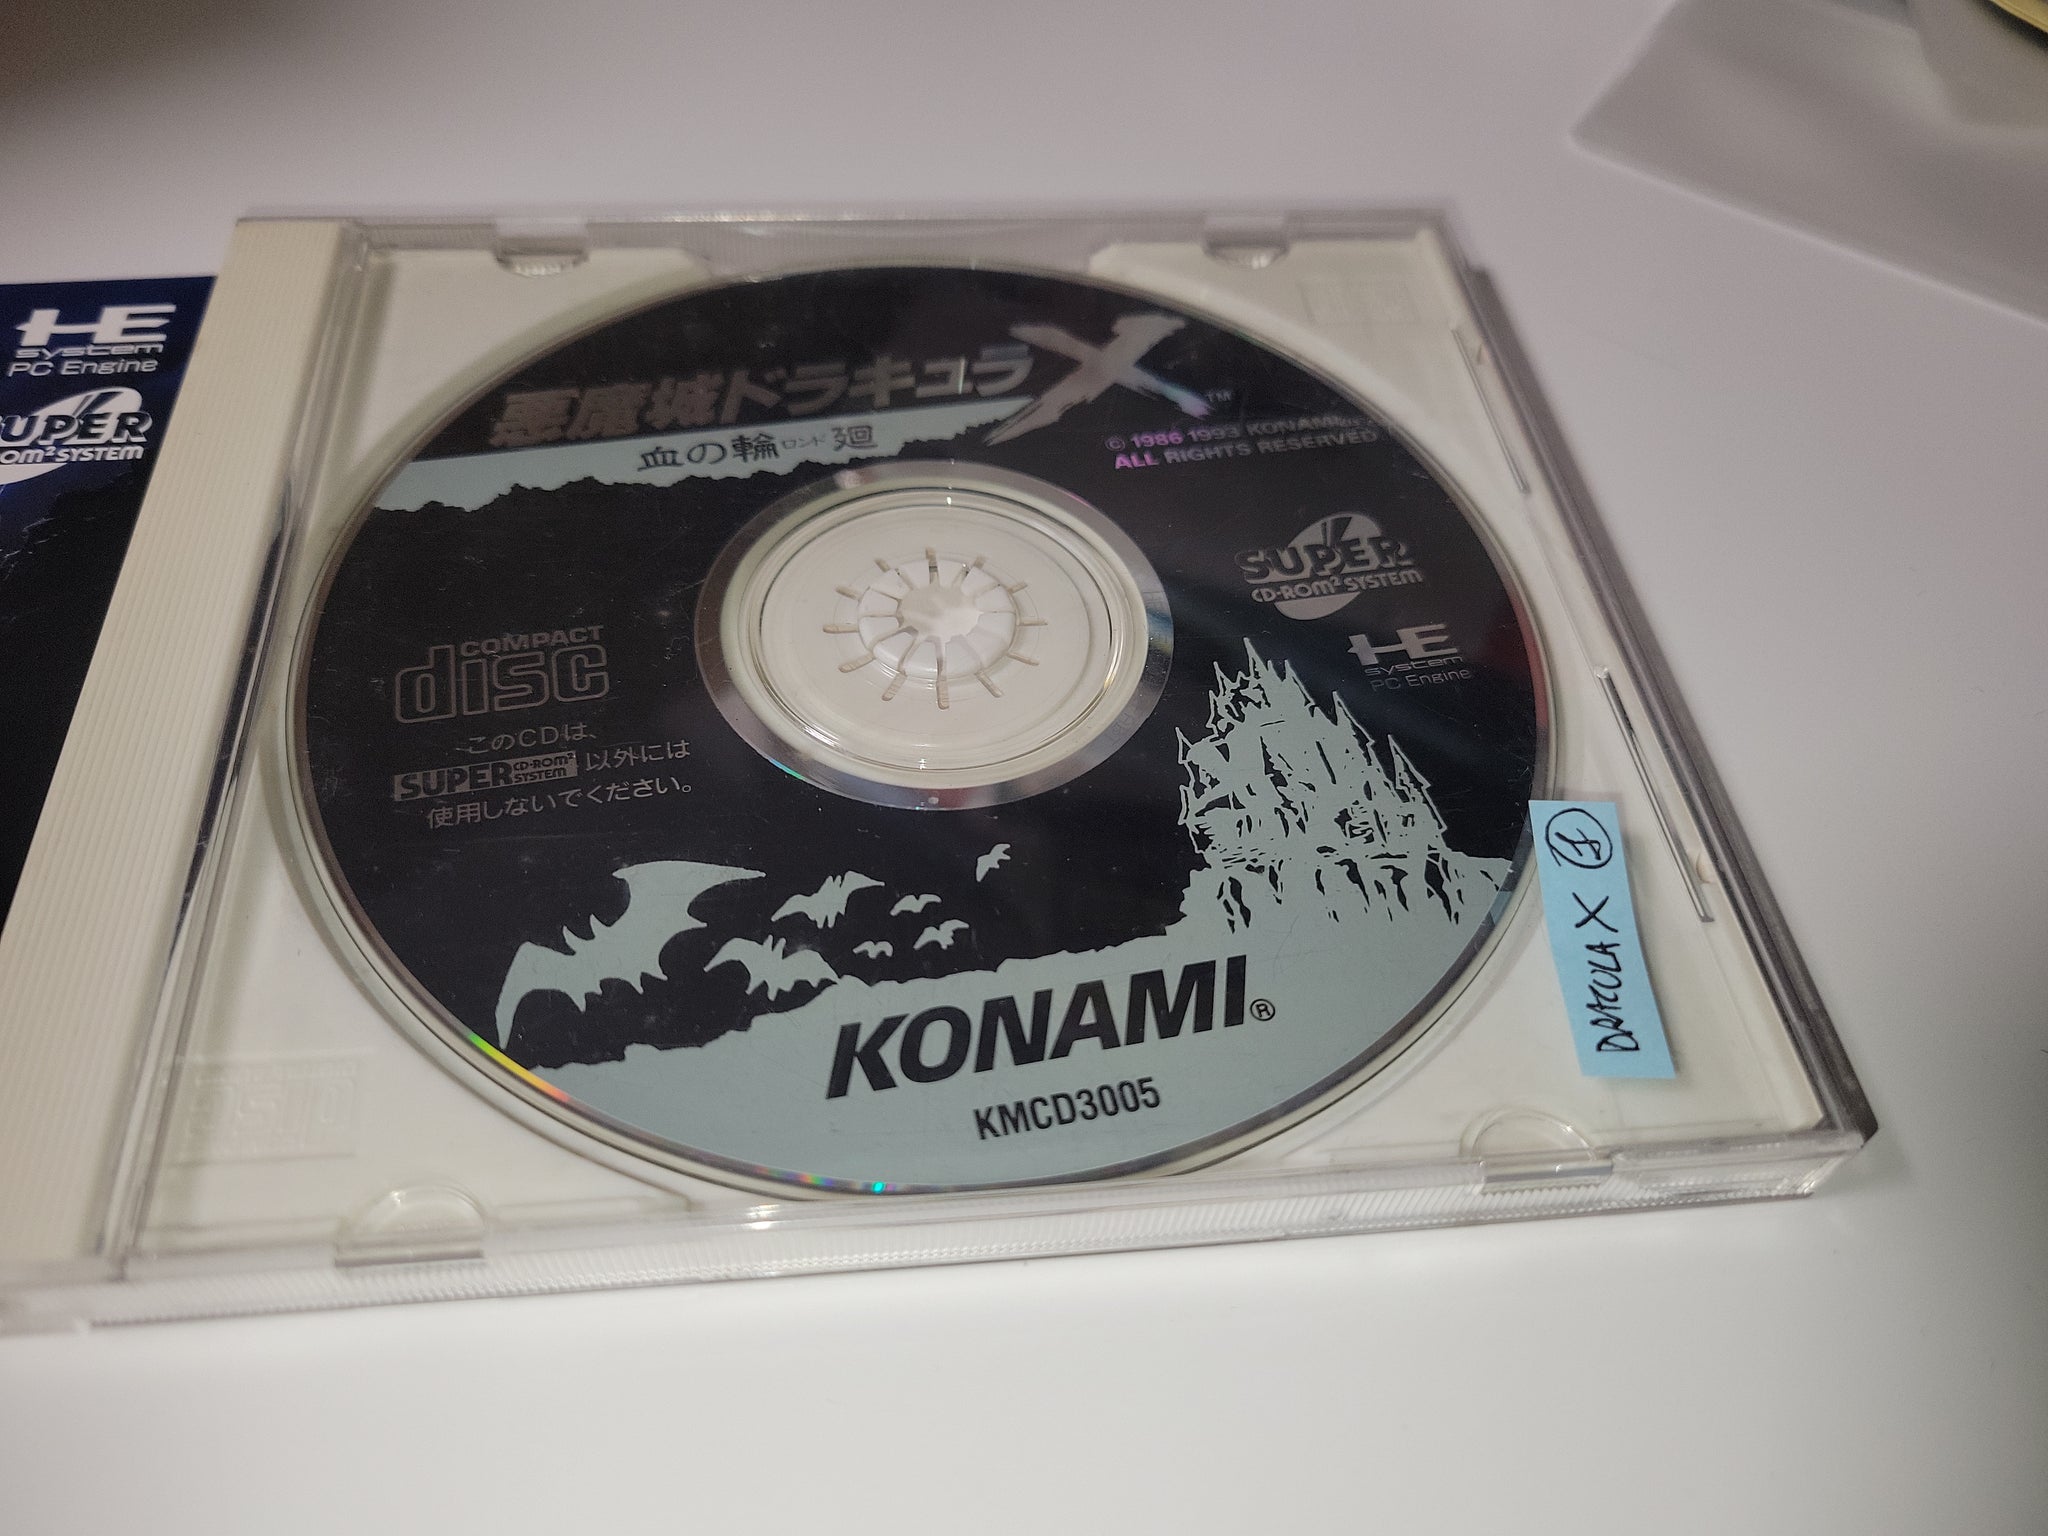 HE
system
PC Engine
SUPER
ROM² SYSTEM
悪魔城ドラキュラX™
血の輪ロンド廻
© 1986 1993 KONAMI
ALL RIGHTS RESERVED
SUPER
CD-ROM² SYSTEM
HE
system
PC Engine
COMPACT
disc
このCDは、
SUPER CD-ROM² SYSTEM 以外には
使用しないでください。
KONAMI®
KMCD3005
DRACULA X ①